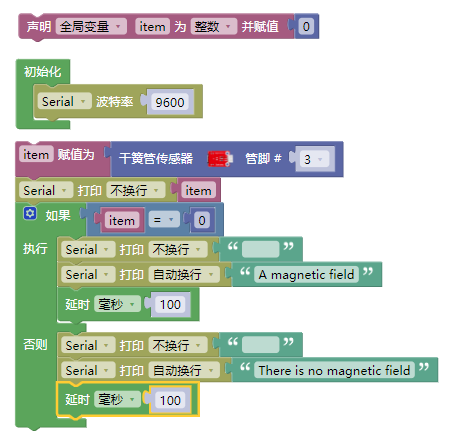 声明 全局变量 item 为 整数 并赋值 0
初始化
Serial 波特率 9600
item 赋值为 干簧管传感器 管脚 # 3
Serial 打印 不换行 item
如果 item = 0
执行 Serial 打印 不换行 “ ”
Serial 打印 自动换行 “ A magnetic field ”
延时 毫秒 100
否则 Serial 打印 不换行 “ ”
Serial 打印 自动换行 “ There is no magnetic field ”
延时 毫秒 100